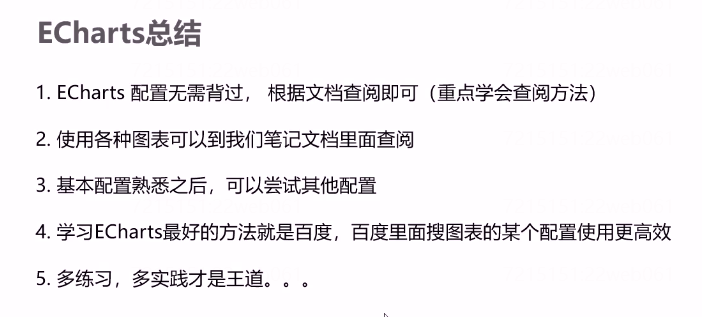 ECharts总结
1. ECharts 配置无需背过， 根据文档查阅即可（重点学会查阅方法）
2. 使用各种图表可以到我们笔记文档里面查阅
3. 基本配置熟悉之后，可以尝试其他配置
4. 学习ECharts最好的方法就是百度，百度里面搜图表的某个配置使用更高效
5. 多练习，多实践才是王道。。。